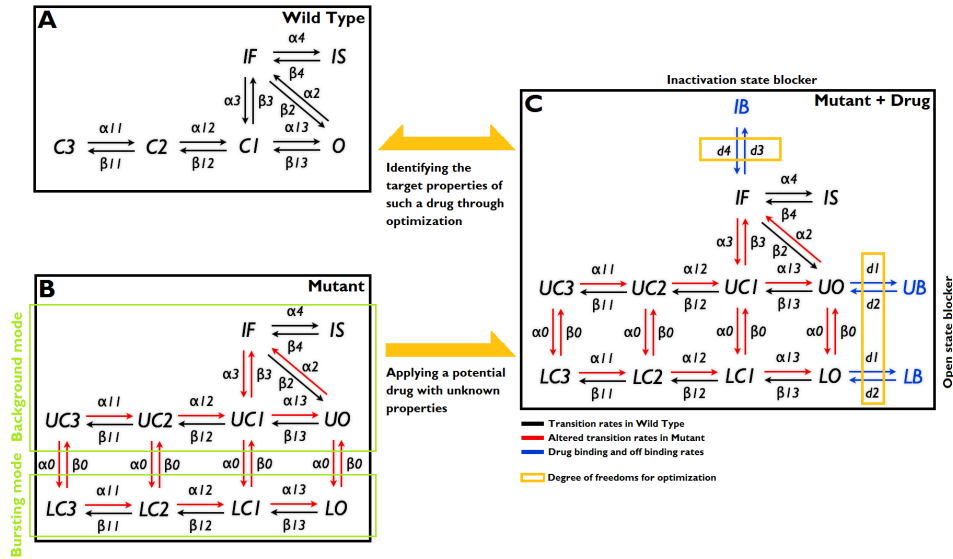 A
Wild Type
α4
IF IS
β4
α3 β3 α2
β2
α11 α12 α13
C3 C2 C1 O
β11 β12 β13
Identifying the
target properties of
such a drug through
optimization
B
Mutant
Background mode
α4
IF IS
β4
α3 β3 α2
β2
α11 α12 α13
UC3 UC2 UC1 UO
β11 β12 β13
α0 β0 α0 β0 α0 β0 α0 β0
Bursting mode
α11 α12 α13
LC3 LC2 LC1 LO
β11 β12 β13
Applying a potential
drug with unknown
properties
Inactivation state blocker
C
Mutant + Drug
IB
d4 d3
α4
IF IS
β4
α3 β3 α2
β2
α11 α12 α13 d1
UC3 UC2 UC1 UO UB
β11 β12 β13 d2
α0 β0 α0 β0 α0 β0 α0 β0
α11 α12 α13 d1
LC3 LC2 LC1 LO LB
β11 β12 β13 d2
Open state blocker
Transition rates in Wild Type
Altered transition rates in Mutant
Drug binding and off binding rates
Degree of freedoms for optimization